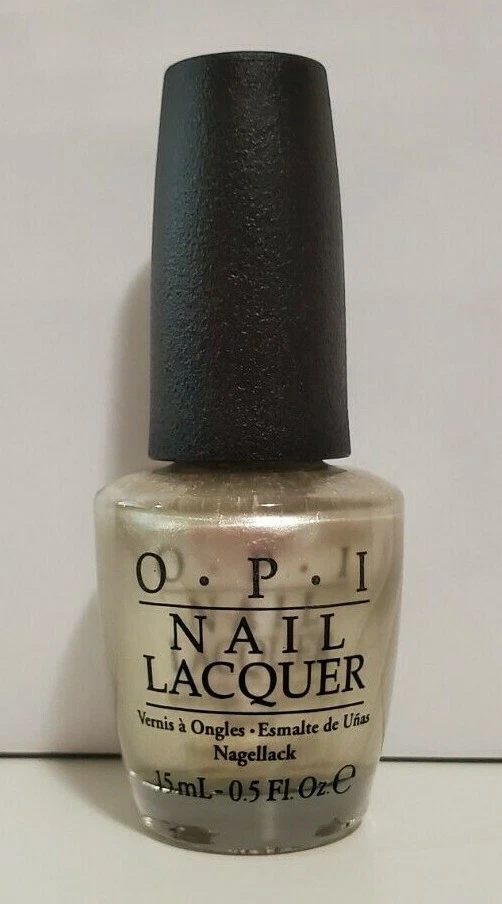 O · P · I
NAIL
LACQUER
Vernis à Ongles · Esmalte de Uñas
Nagellack
15 mL - 0.5 Fl. Oz. ℮